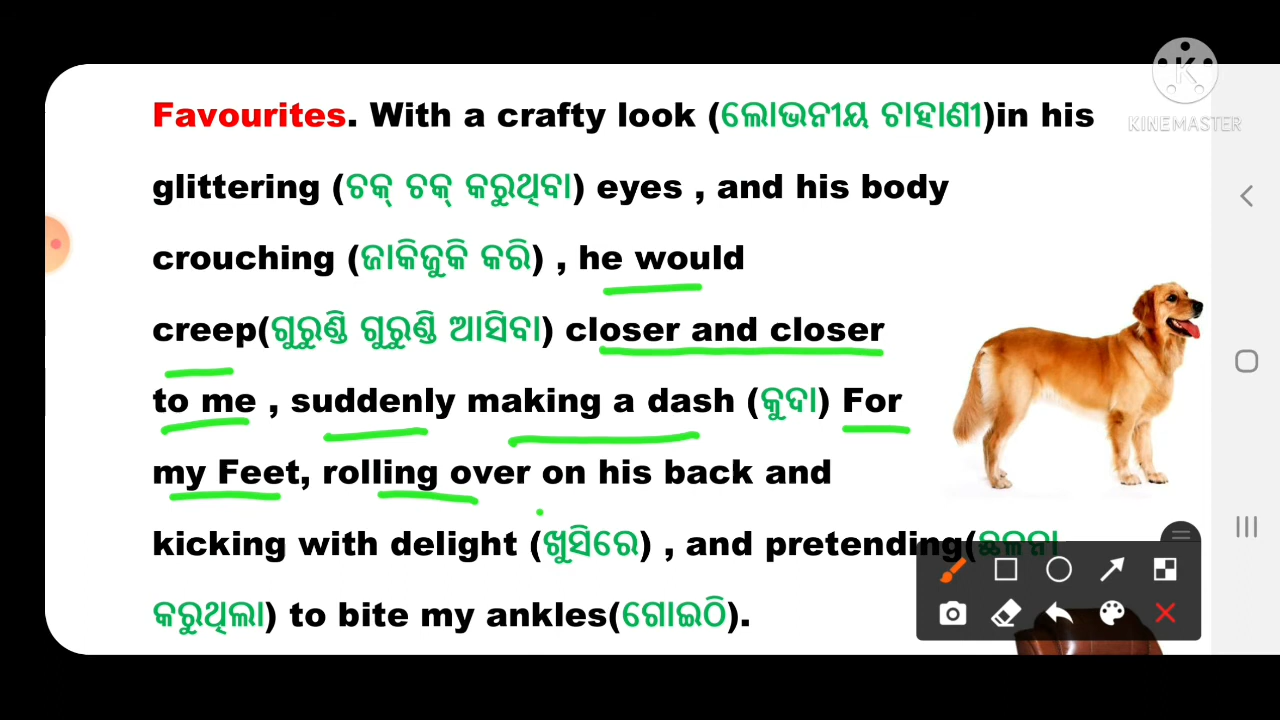 Favourites. With a crafty look (ଲୋଭନୀୟ ଚାହାଣୀ)in his
KINEMASTER
glittering (ଚକ୍ ଚକ୍ କରୁଥିବା) eyes , and his body
crouching (ଜାକିଜୁକି କରି) , he would
creep(ଗୁରୁଣ୍ଡି ଗୁରୁଣ୍ଡି ଆସିବା) closer and closer
to me , suddenly making a dash (କୁଦା) For
my Feet, rolling over on his back and
kicking with delight (ଖୁସିରେ) , and pretending(ଛଳନା
କରୁଥିଲା) to bite my ankles(ଗୋଇଠି).